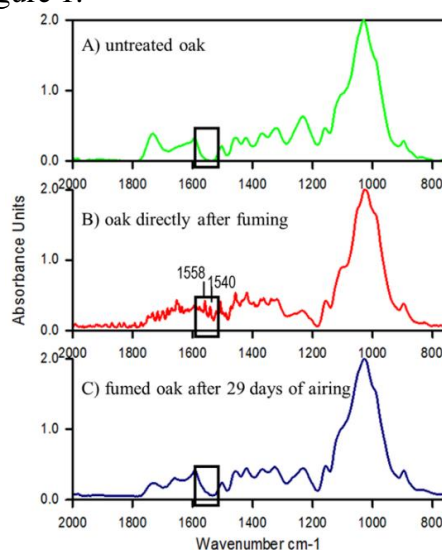 gure 1.
2.0
A) untreated oak
1.0
0.0
2000 1800 1600 1400 1200 1000 800
2.0
B) oak directly after fuming
1558
1540
1.0
0.0
2000 1800 1600 1400 1200 1000 800
2.0
C) fumed oak after 29 days of airing
1.0
0.0
2000 1800 1600 1400 1200 1000 800
Absorbance Units
Wavenumber cm-1